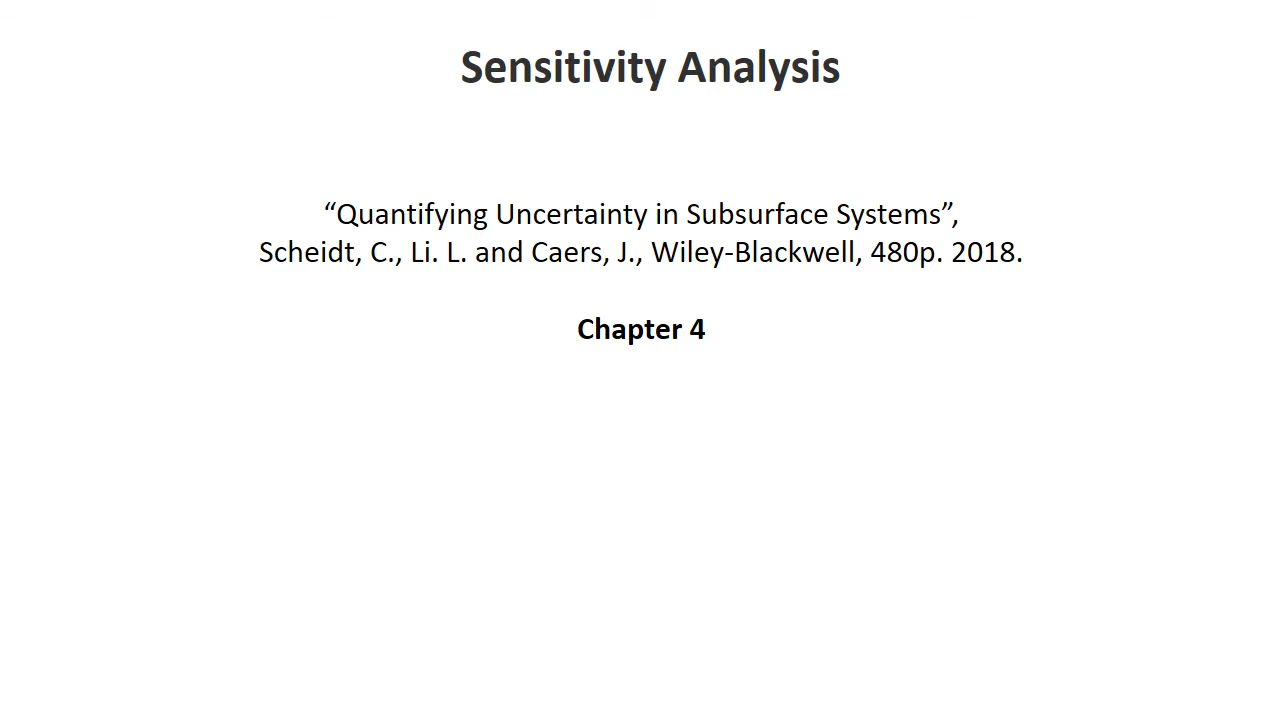 Sensitivity Analysis
“Quantifying Uncertainty in Subsurface Systems”,
Scheidt, C., Li. L. and Caers, J., Wiley-Blackwell, 480p. 2018.
Chapter 4